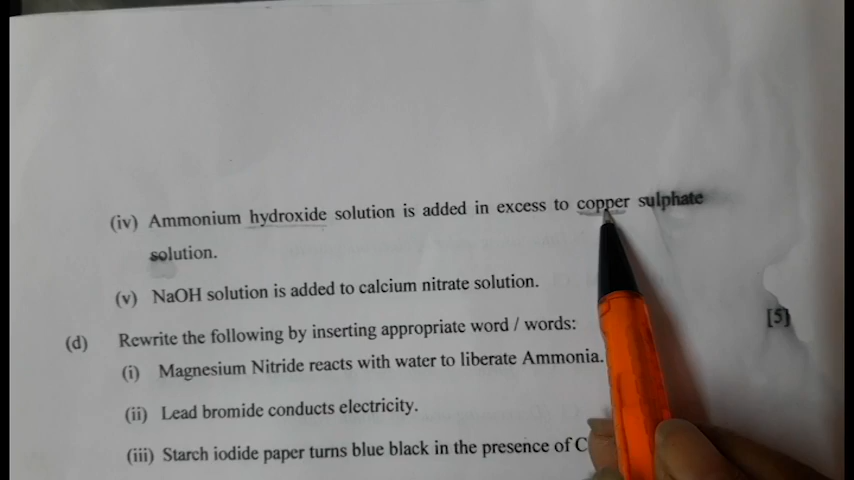 (iv) Ammonium hydroxide solution is added in excess to copper sulphate
solution.
(v) NaOH solution is added to calcium nitrate solution.
[5]
(d) Rewrite the following by inserting appropriate word / words:
(i) Magnesium Nitride reacts with water to liberate Ammonia.
(ii) Lead bromide conducts electricity.
(iii) Starch iodide paper turns blue black in the presence of